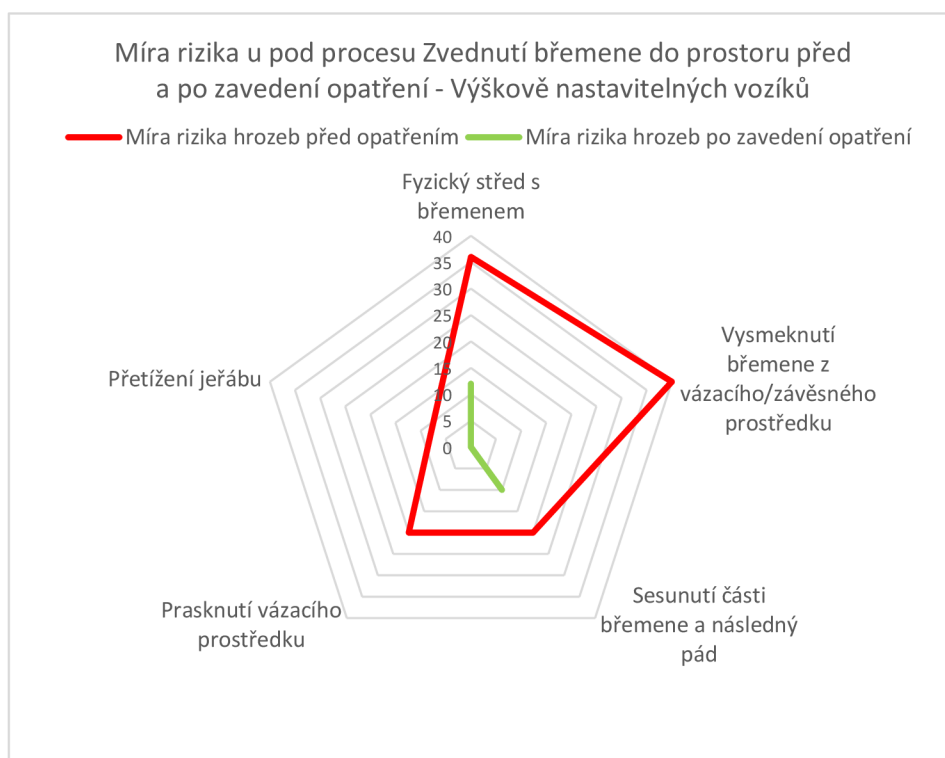 Míra rizika u pod procesu Zvednutí břemene do prostoru před
a po zavedení opatření - Výškově nastavitelných vozíků
Míra rizika hrozeb před opatřením
Míra rizika hrozeb po zavedení opatření
Fyzický střed s
břemenem
40
35
30
25
20
15
10
5
0
Vysmeknutí
břemene z
vázacího/závěsného
prostředku
Přetížení jeřábu
Sesunutí části
břemene a následný
pád
Prasknutí vázacího
prostředku